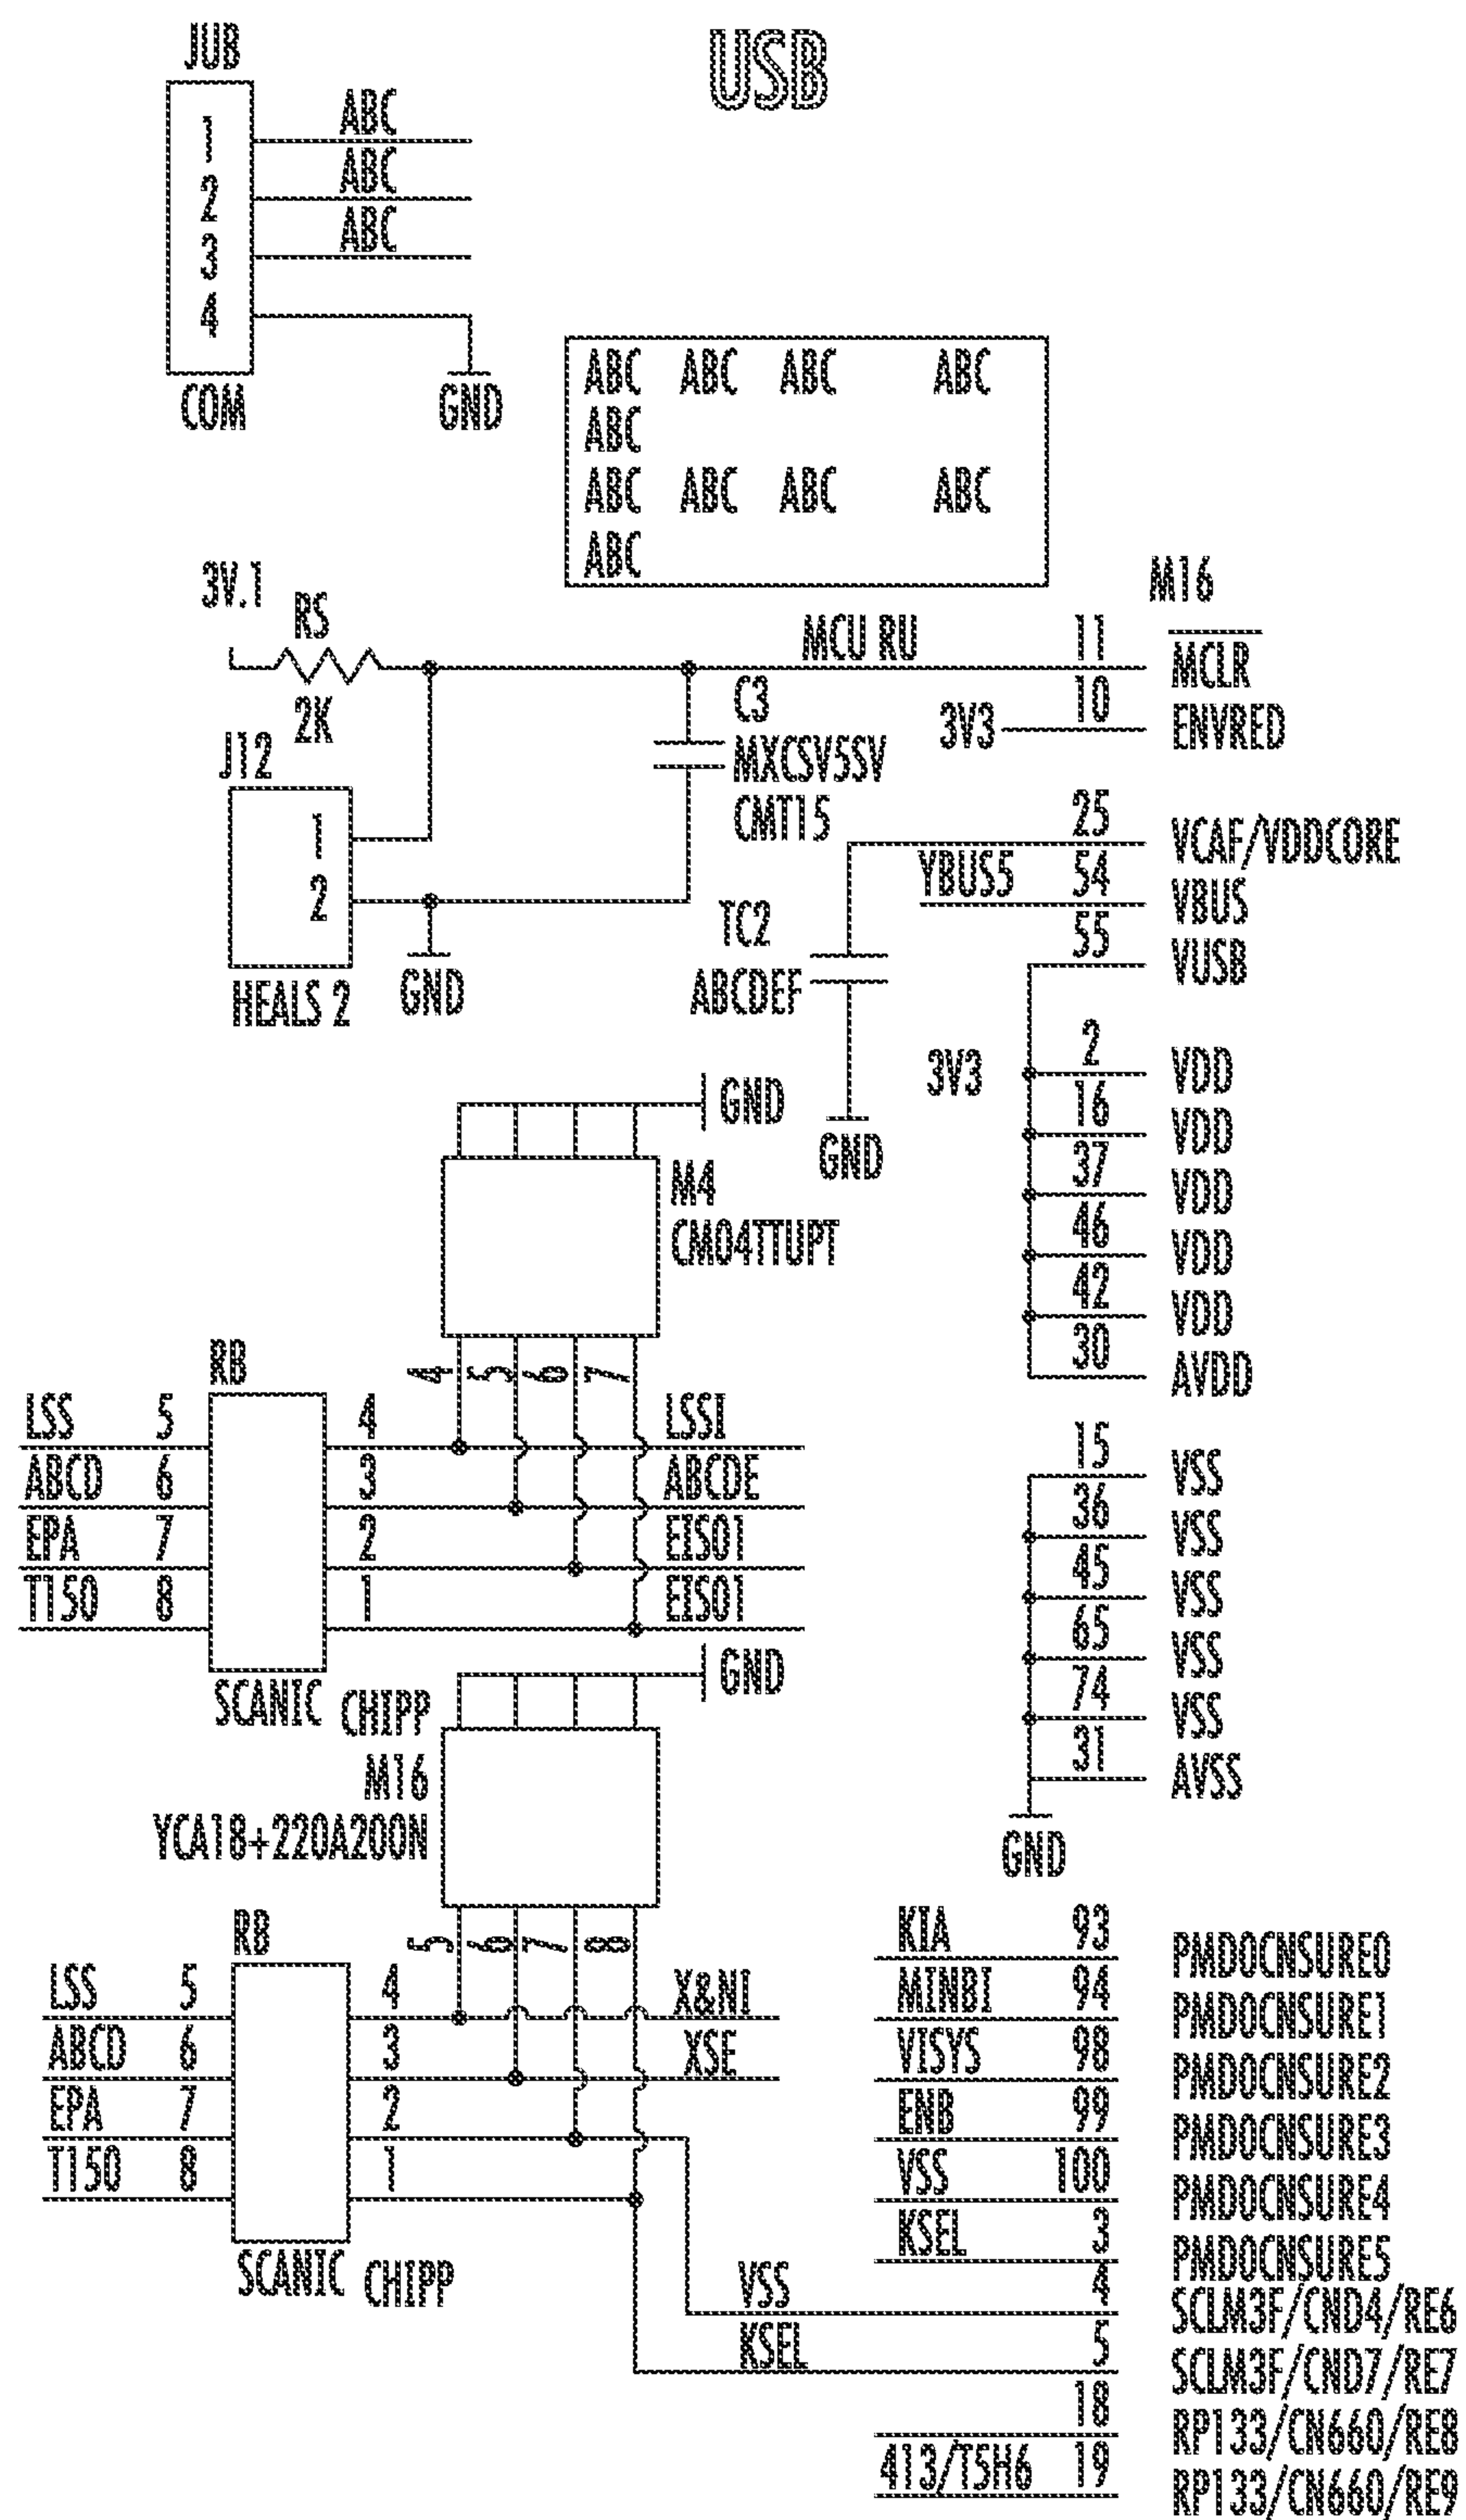 USB
JUB
1 ABC
2 ABC
3 ABC
4
COM
GND
ABC ABC ABC ABC
ABC
ABC ABC ABC ABC
ABC
3V.1
RS
2K
J12
1
2
HEALS 2
GND
C3
MXCSV5SV
CMT15
MCU RU 11
M16
MCLR
3V3 10 ENVRED
25 VCAF/VDDCORE
YBUS5 54 VBUS
55 VUSB
TC2
ABCDEF
GND
3V3
2 VDD
16 VDD
37 VDD
46 VDD
42 VDD
30 AVDD
15 VSS
36 VSS
45 VSS
65 VSS
74 VSS
31 AVSS
GND
GND
M4
CM04TTUPT
4 5 6 7
RB
LSS 5 4 LSSI
ABCD 6 3 ABCDE
EPA 7 2 EISO1
T150 8 1 EISO1
SCANIC CHIPP
GND
M16
YCA18+220A200N
5 6 7 8
RB
LSS 5 4 X&NI
ABCD 6 3 XSE
EPA 7 2
T150 8 1
SCANIC CHIPP
KIA 93 PMDOCNSURE0
MINBI 94 PMDOCNSURE1
VISYS 98 PMDOCNSURE2
ENB 99 PMDOCNSURE3
VSS 100 PMDOCNSURE4
KSEL 3 PMDOCNSURE5
VSS 4 SCLM3F/CND4/RE6
KSEL 5 SCLM3F/CND7/RE7
18 RP133/CN660/RE8
413/T5H6 19 RP133/CN660/RE9